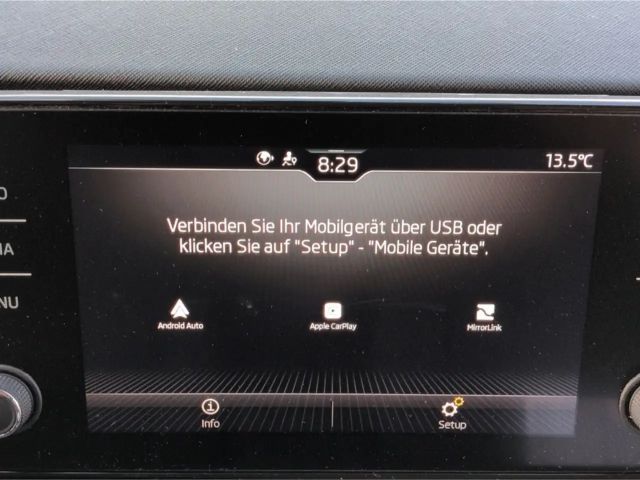 8:29
13.5°C
Verbinden Sie Ihr Mobilgerät über USB oder
klicken Sie auf "Setup" - "Mobile Geräte".
Android Auto
Apple CarPlay
MirrorLink
Info
Setup